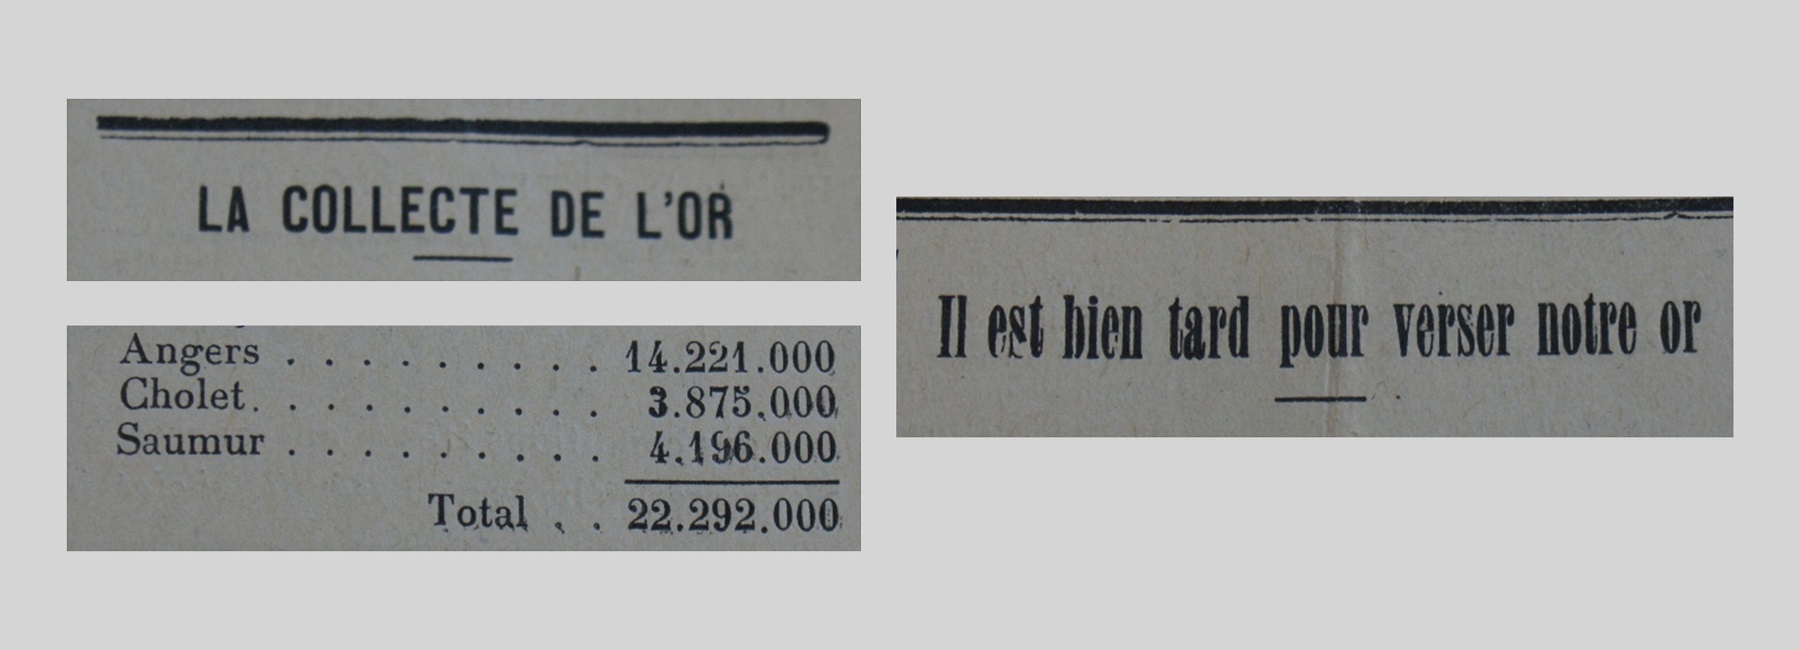 LA COLLECTE DE L'OR
Angers . . . . . . . . . 14.221.000
Cholet. . . . . . . . . . 3.875.000
Saumur . . . . . . . . . 4.196.000
Total . . 22.292.000
Il est bien tard pour verser notre or